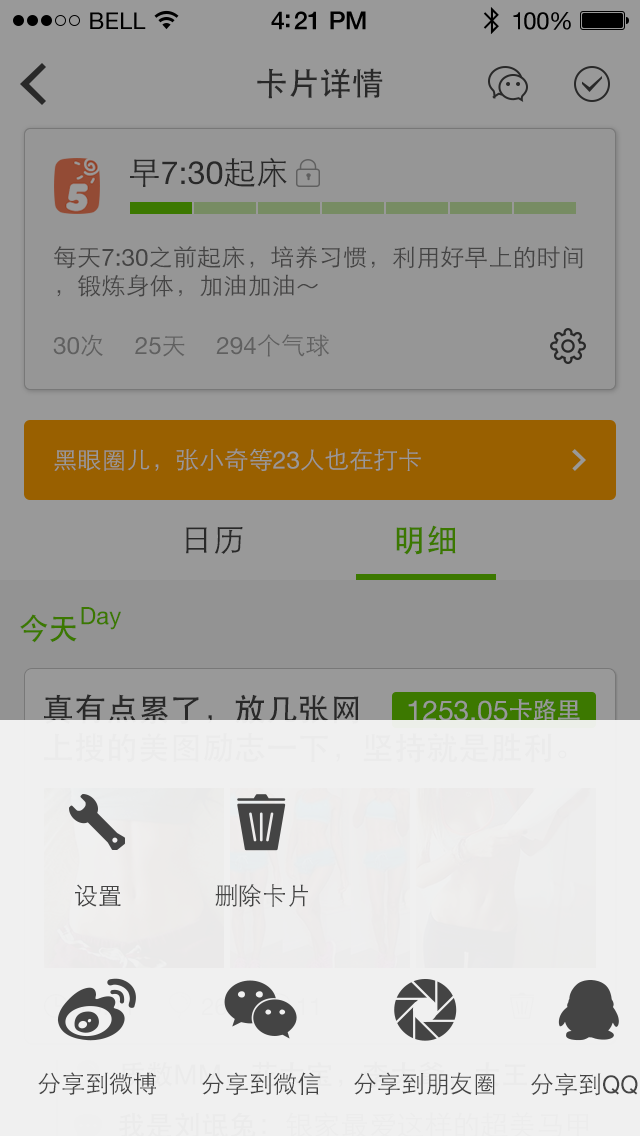 BELL 4:21 PM 100%
卡片详情
5 早7:30起床
每天7:30之前起床，培养习惯，利用好早上的时间
，锻炼身体，加油加油～
30次 25天 294个气球
黑眼圈儿，张小奇等23人也在打卡
日历 明细
今天Day
真有点累了，放几张网 1253.05卡路里
上搜的美图励志一下，坚持就是胜利。
设置 删除卡片
分享到微博 分享到微信 分享到朋友圈 分享到QQ